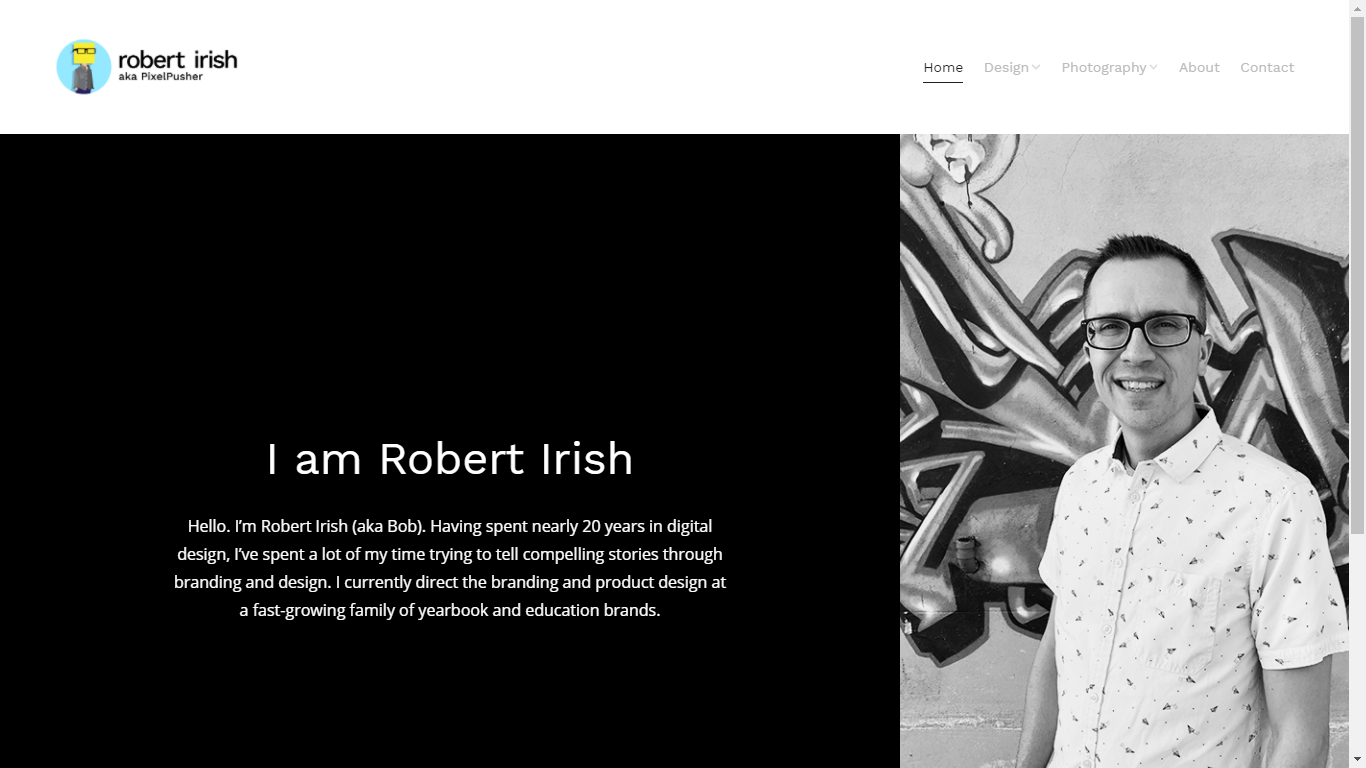 robert irish
aka PixelPusher
Home
Design
Photography
About
Contact
I am Robert Irish
Hello. I’m Robert Irish (aka Bob). Having spent nearly 20 years in digital
design, I’ve spent a lot of my time trying to tell compelling stories through
branding and design. I currently direct the branding and product design at
a fast-growing family of yearbook and education brands.